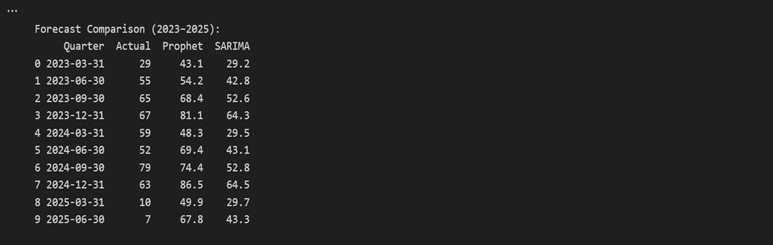 ...
Forecast Comparison (2023–2025):
Quarter Actual Prophet SARIMA
0 2023-03-31 29 43.1 29.2
1 2023-06-30 55 54.2 42.8
2 2023-09-30 65 68.4 52.6
3 2023-12-31 67 81.1 64.3
4 2024-03-31 59 48.3 29.5
5 2024-06-30 52 69.4 43.1
6 2024-09-30 79 74.4 52.8
7 2024-12-31 63 86.5 64.5
8 2025-03-31 10 49.9 29.7
9 2025-06-30 7 67.8 43.3